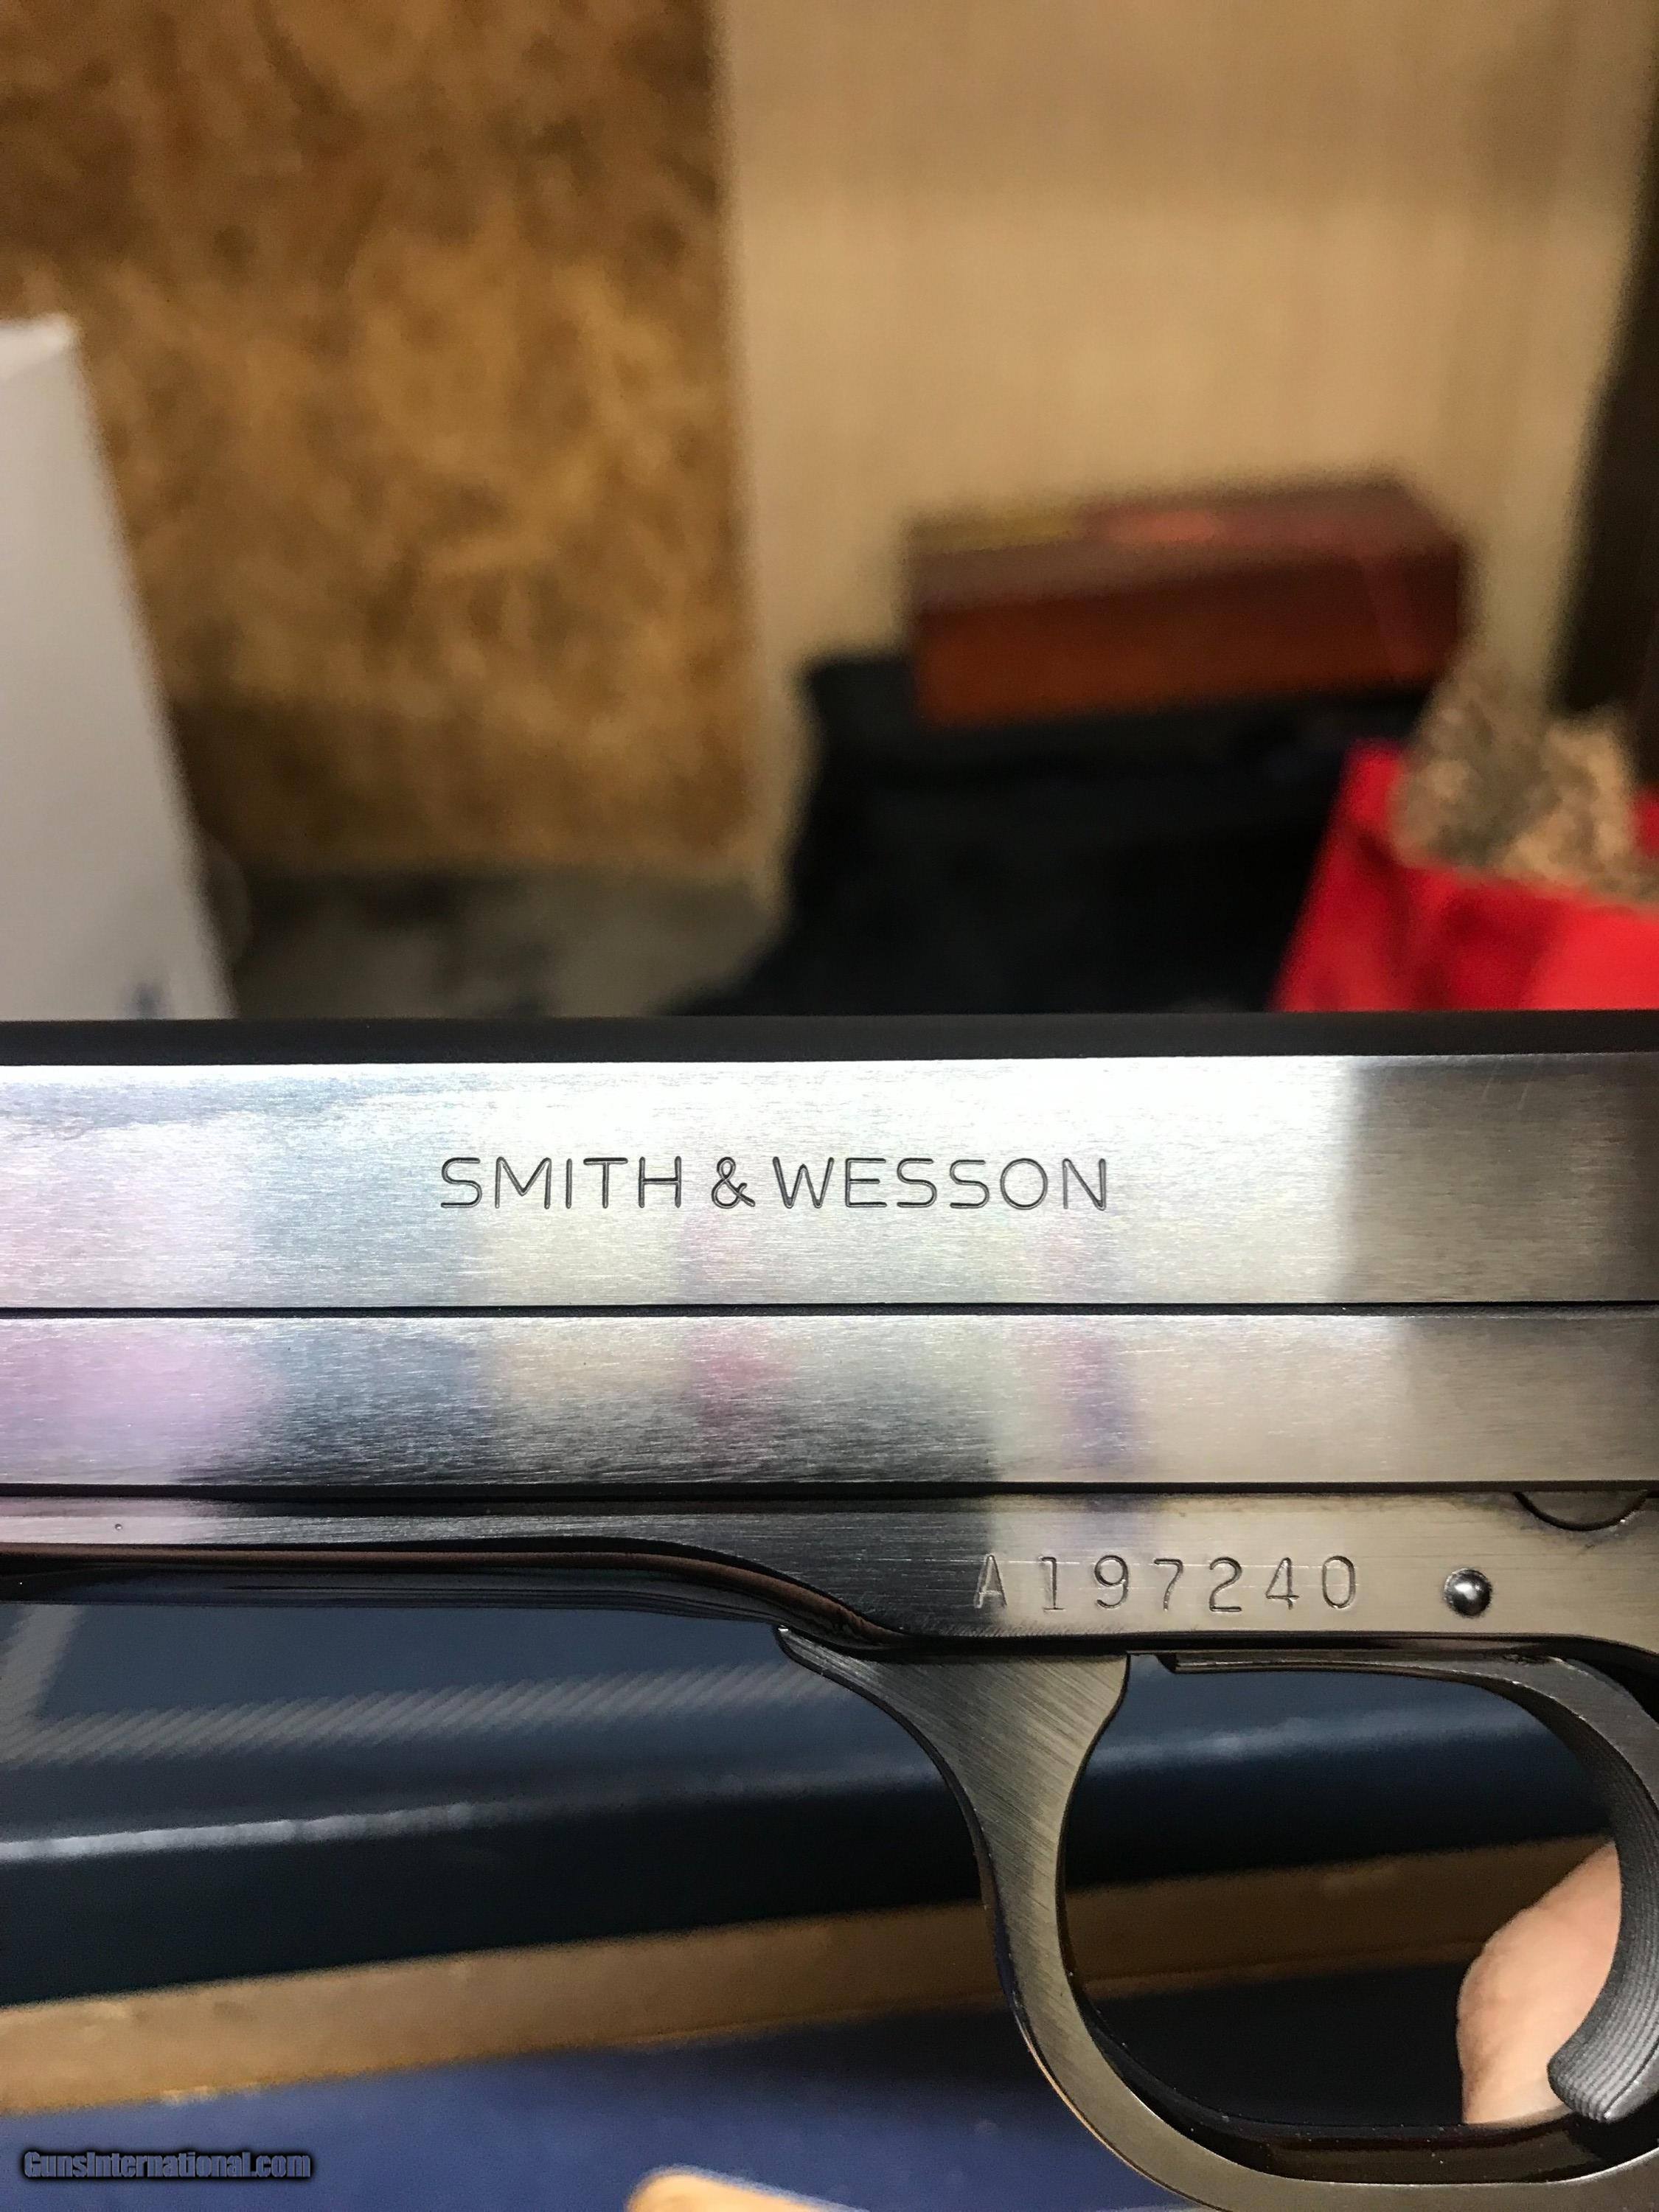 SMITH & WESSON
A197240
GunsInternational.com